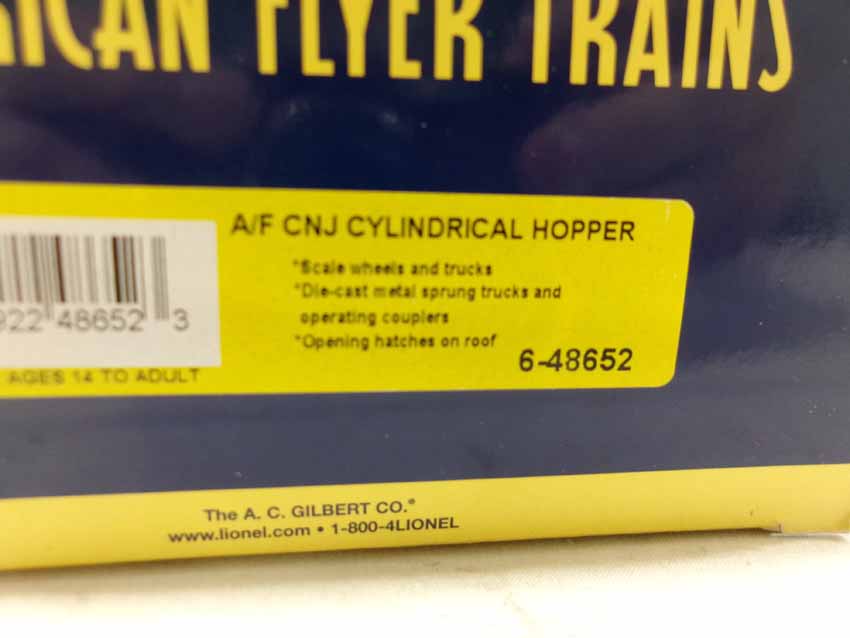 RICAN FLYER TRAINS
A/F CNJ CYLINDRICAL HOPPER
*Scale wheels and trucks
*Die-cast metal sprung trucks and
operating couplers
*Opening hatches on roof
6-48652
922 48652 3
AGES 14 TO ADULT
The A. C. GILBERT CO.®
www.lionel.com • 1-800-4LIONEL